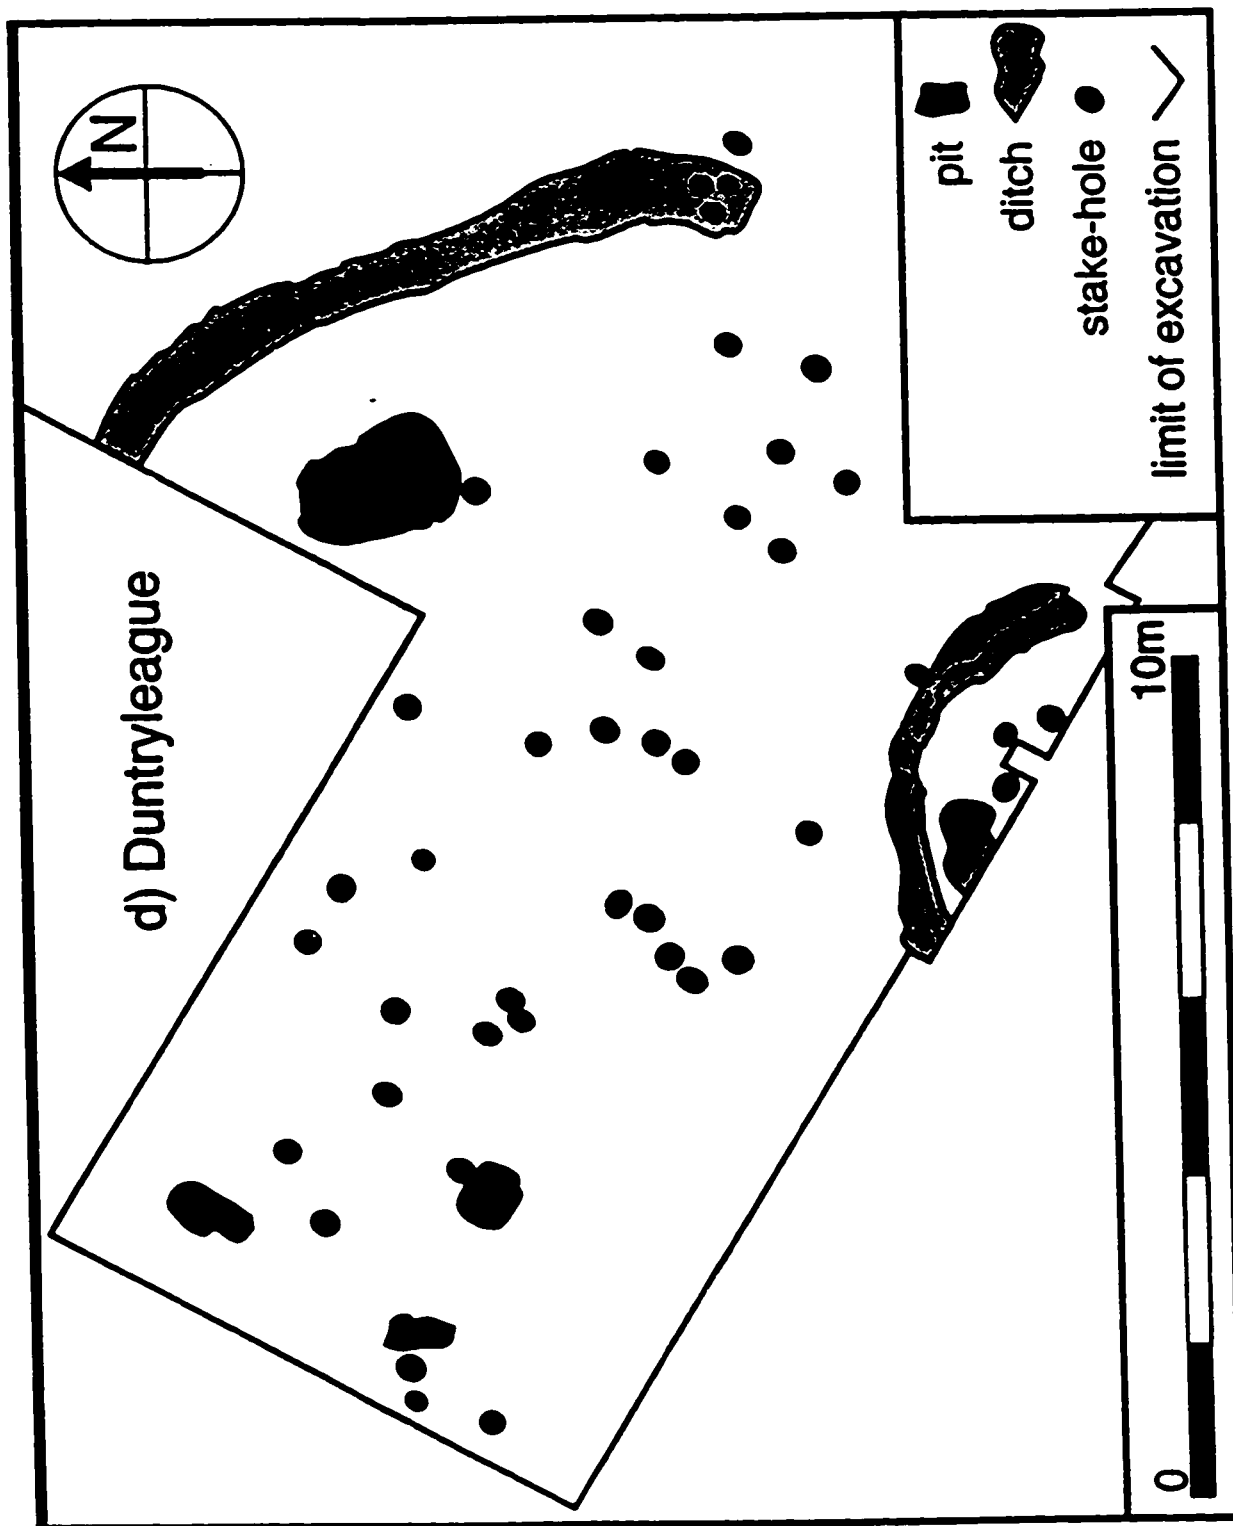 N
d) Duntryleague
pit
ditch
stake-hole
limit of excavation
0
10m